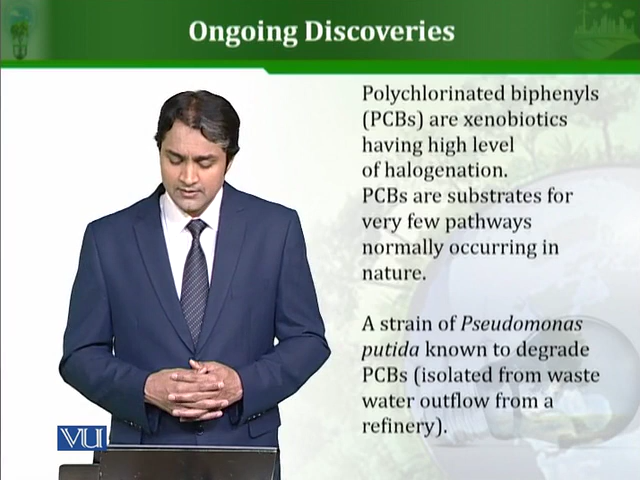 Ongoing Discoveries
Polychlorinated biphenyls
(PCBs) are xenobiotics
having high level
of halogenation.
PCBs are substrates for
very few pathways
normally occurring in
nature.
A strain of Pseudomonas
putida known to degrade
PCBs (isolated from waste
water outflow from a
refinery).
VU